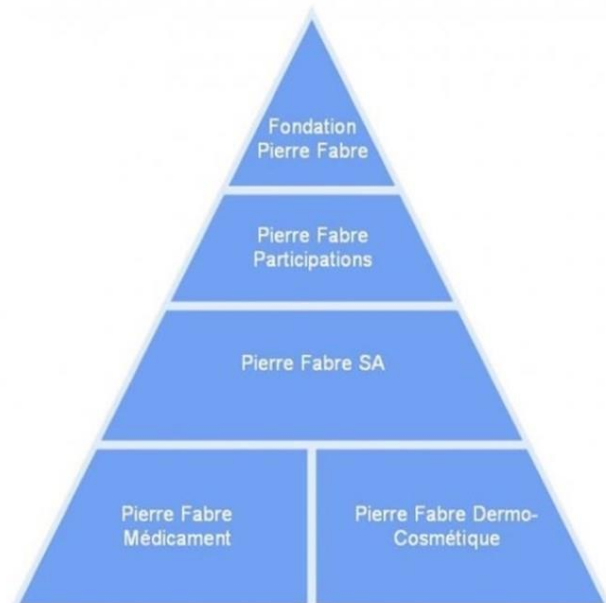 Fondation
Pierre Fabre
Pierre Fabre
Participations
Pierre Fabre SA
Pierre Fabre
Médicament
Pierre Fabre Dermo-
Cosmétique